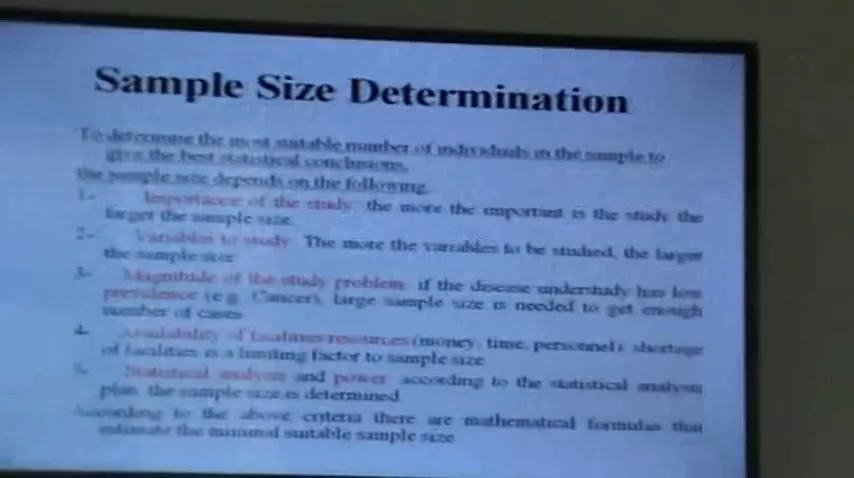 Sample Size Determination
To determine the most suitable number of individuals in the sample to
give the best statistical conclusions.
the sample size depends on the following.
1- Importance of the study: the more the important is the study the
larger the sample size.
2- Variables to study: The more the variables to be studied, the larger
the sample size
3- Magnitude of the study problem: if the disease understudy has low
prevalence (e.g. Cancer), large sample size is needed to get enough
number of cases
4- Availability of facilities/resources (money, time, personnel): shortage
of facilities is a limiting factor to sample size
5- Statistical analysis and power: according to the statistical analysis
plan, the sample size is determined
According to the above criteria there are mathematical formulas that
estimate the minimal suitable sample size